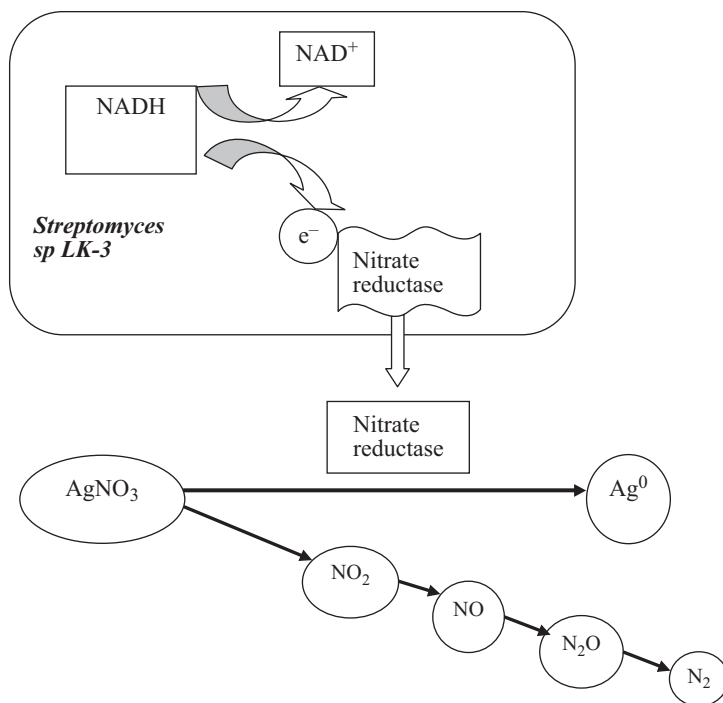 NAD⁺
NADH
Streptomyces
sp LK-3
e⁻
Nitrate
reductase
Nitrate
reductase
AgNO₃
Ag⁰
NO₂
NO
N₂O
N₂